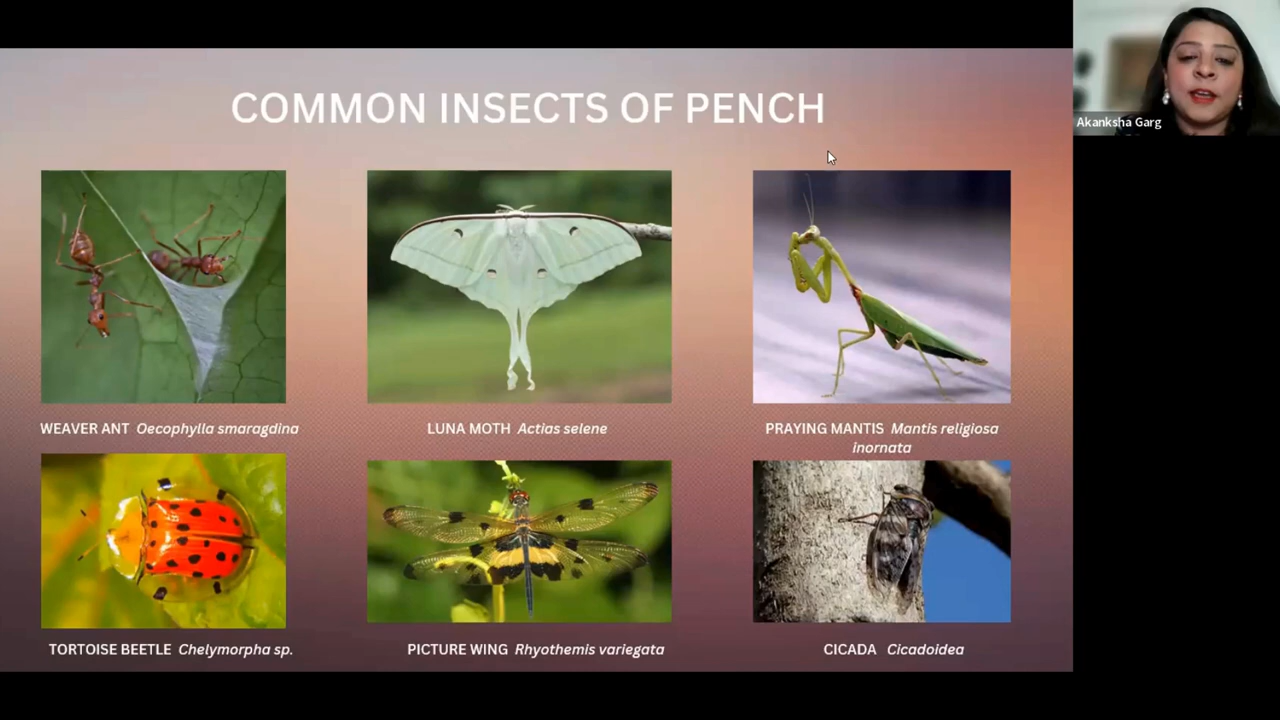 COMMON INSECTS OF PENCH
Akanksha Garg
WEAVER ANT Oecophylla smaragdina
LUNA MOTH Actias selene
PRAYING MANTIS Mantis religiosa
inornata
TORTOISE BEETLE Chelymorpha sp.
PICTURE WING Rhyothemis variegata
CICADA Cicadoidea